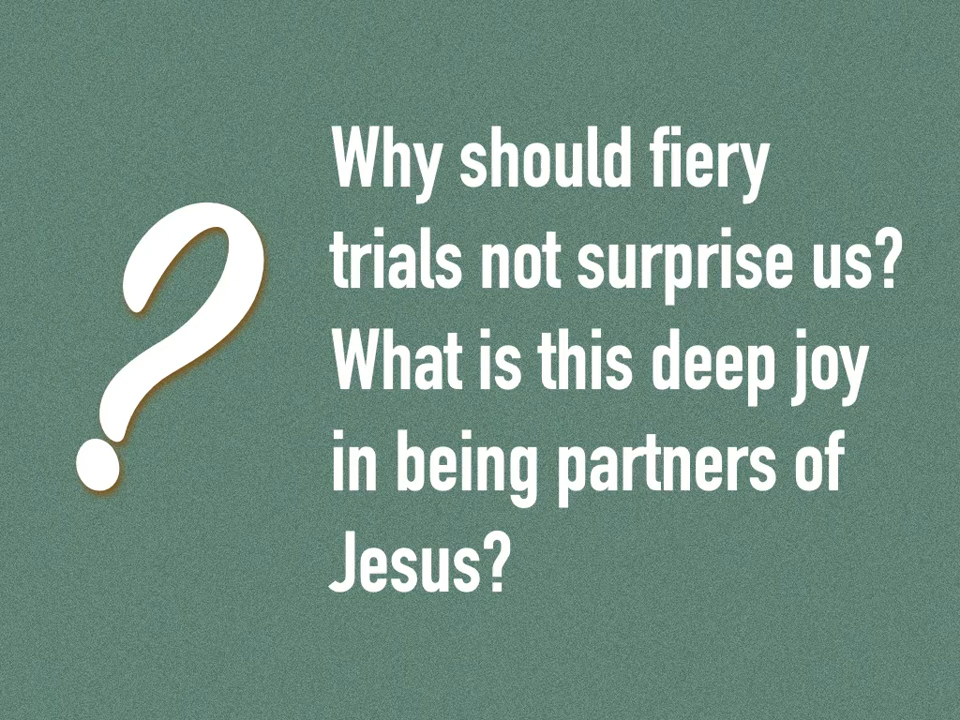 ?
Why should fiery
trials not surprise us?
What is this deep joy
in being partners of
Jesus?